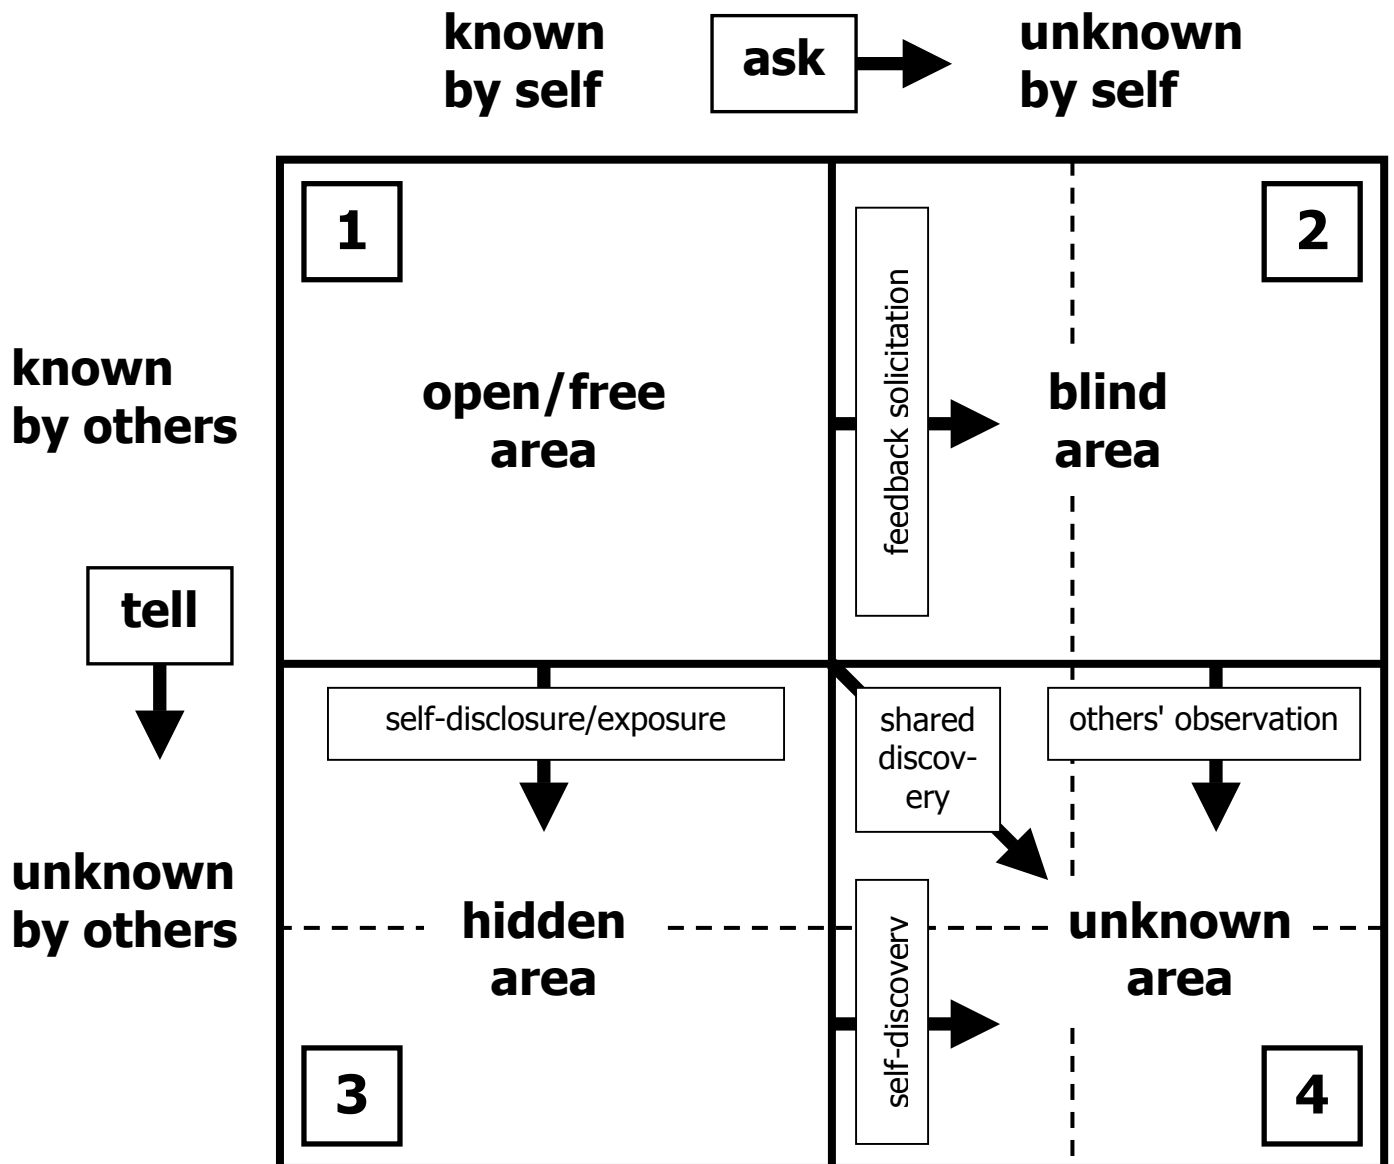 known
by self
ask
unknown
by self
1
2
known
by others
open/free
area
feedback solicitation
blind
area
tell
self-disclosure/exposure
shared
discov-
ery
others' observation
unknown
by others
hidden
area
self-discovery
unknown
area
3
4